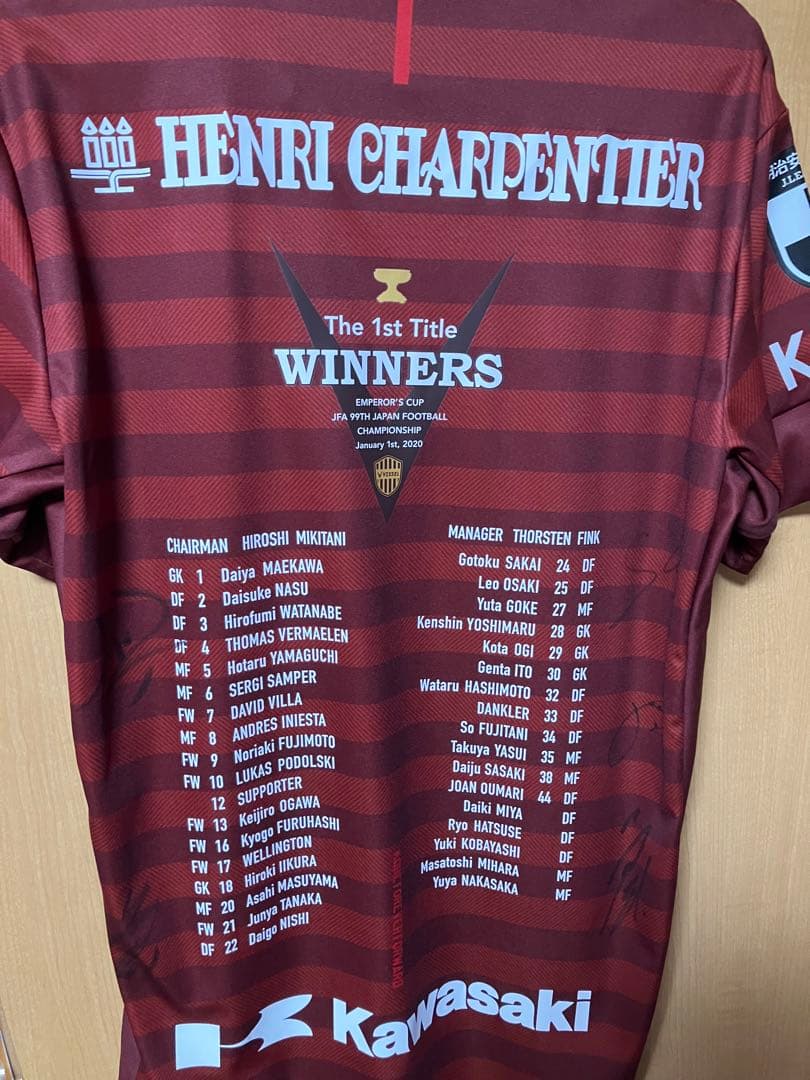 HENRI CHARPENTIER
The 1st Title
WINNERS
EMPEROR'S CUP
JFA 99TH JAPAN FOOTBALL
CHAMPIONSHIP
January 1st, 2020
CHAIRMAN HIROSHI MIKITANI
GK 1 Daiya MAEKAWA
DF 2 Daisuke NASU
DF 3 Hirofumi WATANABE
DF 4 THOMAS VERMAELEN
MF 5 Hotaru YAMAGUCHI
MF 6 SERGI SAMPER
FW 7 DAVID VILLA
MF 8 ANDRES INIESTA
FW 9 Noriaki FUJIMOTO
FW 10 LUKAS PODOLSKI
12 SUPPORTER
FW 13 Keijiro OGAWA
FW 16 Kyogo FURUHASHI
FW 17 WELLINGTON
GK 18 Hiroki IIKURA
MF 20 Asahi MASUYAMA
FW 21 Junya TANAKA
DF 22 Daigo NISHI
MANAGER THORSTEN FINK
Gotoku SAKAI 24 DF
Leo OSAKI 25 DF
Yuta GOKE 27 MF
Kenshin YOSHIMARU 28 GK
Kota OGI 29 GK
Genta ITO 30 GK
Wataru HASHIMOTO 32 DF
DANKLER 33 DF
So FUJITANI 34 DF
Takuya YASUI 35 MF
Daiju SASAKI 38 MF
JOAN OUMARI 44 DF
Daiki MIYA DF
Ryo HATSUSE DF
Yuki KOBAYASHI DF
Masatoshi MIHARA MF
Yuya NAKASAKA MF
Kawasaki
治安
J.LE
K